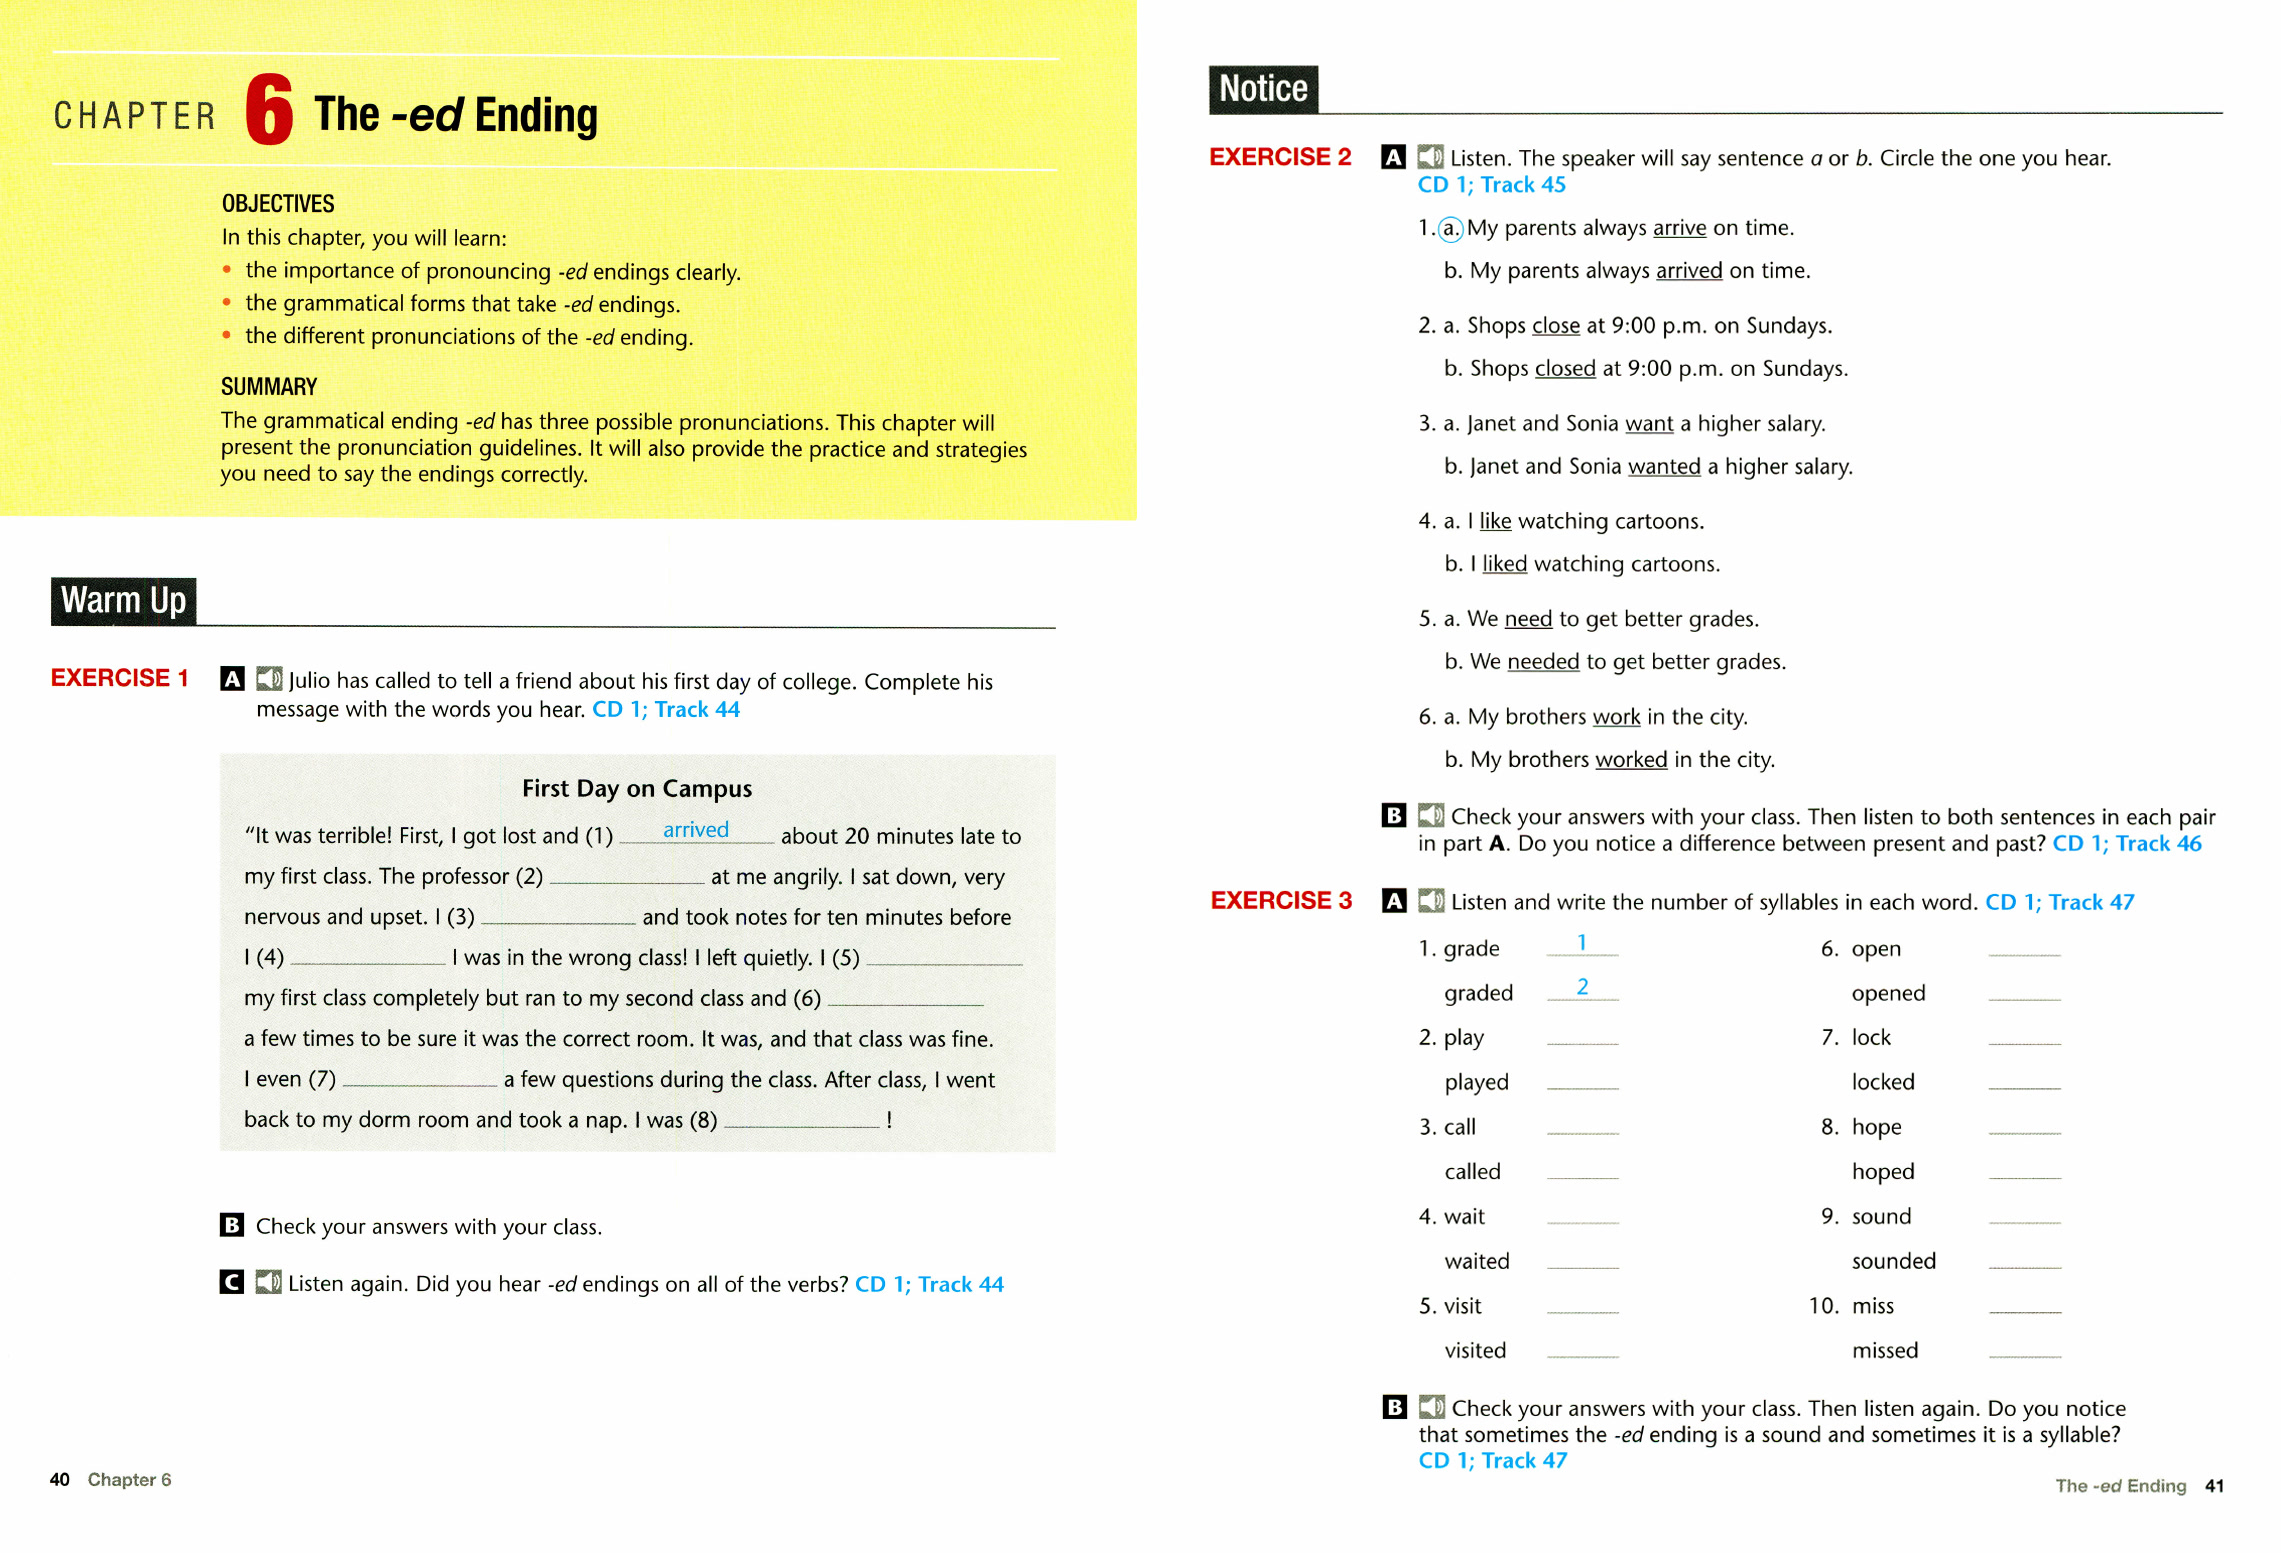 CHAPTER 6 The -ed Ending
OBJECTIVES
In this chapter, you will learn:
• the importance of pronouncing -ed endings clearly.
• the grammatical forms that take -ed endings.
• the different pronunciations of the -ed ending.
SUMMARY
The grammatical ending -ed has three possible pronunciations. This chapter will
present the pronunciation guidelines. It will also provide the practice and strategies
you need to say the endings correctly.
Warm Up
EXERCISE 1 A Julio has called to tell a friend about his first day of college. Complete his
message with the words you hear. CD 1; Track 44
First Day on Campus
"It was terrible! First, I got lost and (1) arrived about 20 minutes late to
my first class. The professor (2) ____ at me angrily. I sat down, very
nervous and upset. I (3) ____ and took notes for ten minutes before
I (4) ____ I was in the wrong class! I left quietly. I (5) ____
my first class completely but ran to my second class and (6) ____
a few times to be sure it was the correct room. It was, and that class was fine.
I even (7) ____ a few questions during the class. After class, I went
back to my dorm room and took a nap. I was (8) ____ !
B Check your answers with your class.
C Listen again. Did you hear -ed endings on all of the verbs? CD 1; Track 44
40 Chapter 6
Notice
EXERCISE 2 A Listen. The speaker will say sentence a or b. Circle the one you hear.
CD 1; Track 45
1. a. My parents always arrive on time.
b. My parents always arrived on time.
2. a. Shops close at 9:00 p.m. on Sundays.
b. Shops closed at 9:00 p.m. on Sundays.
3. a. Janet and Sonia want a higher salary.
b. Janet and Sonia wanted a higher salary.
4. a. I like watching cartoons.
b. I liked watching cartoons.
5. a. We need to get better grades.
b. We needed to get better grades.
6. a. My brothers work in the city.
b. My brothers worked in the city.
B Check your answers with your class. Then listen to both sentences in each pair
in part A. Do you notice a difference between present and past? CD 1; Track 46
EXERCISE 3 A Listen and write the number of syllables in each word. CD 1; Track 47
1. grade 1
graded 2
2. play ____
played ____
3. call ____
called ____
4. wait ____
waited ____
5. visit ____
visited ____
6. open ____
opened ____
7. lock ____
locked ____
8. hope ____
hoped ____
9. sound ____
sounded ____
10. miss ____
missed ____
B Check your answers with your class. Then listen again. Do you notice
that sometimes the -ed ending is a sound and sometimes it is a syllable?
CD 1; Track 47
The -ed Ending 41